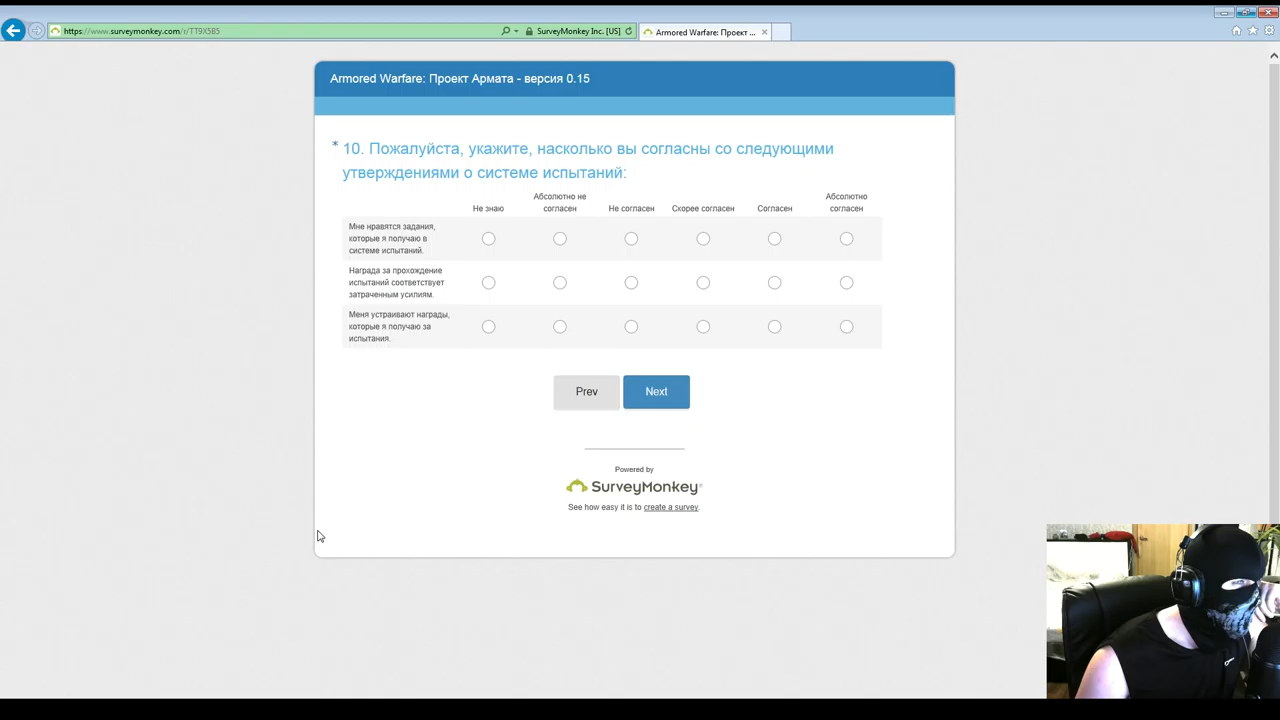 https://www.surveymonkey.com/r/TT9X5B5
SurveyMonkey Inc. [US]
Armored Warfare: Проект ...
Armored Warfare: Проект Армата - версия 0.15
* 10. Пожалуйста, укажите, насколько вы согласны со следующими
утверждениями о системе испытаний:
Не знаю
Абсолютно не
согласен
Не согласен
Скорее согласен
Согласен
Абсолютно
согласен
Мне нравятся задания,
которые я получаю в
системе испытаний.
Награда за прохождение
испытаний соответствует
затраченным усилиям.
Меня устраивают награды,
которые я получаю за
испытания.
Prev
Next
Powered by
SurveyMonkey®
See how easy it is to create a survey.